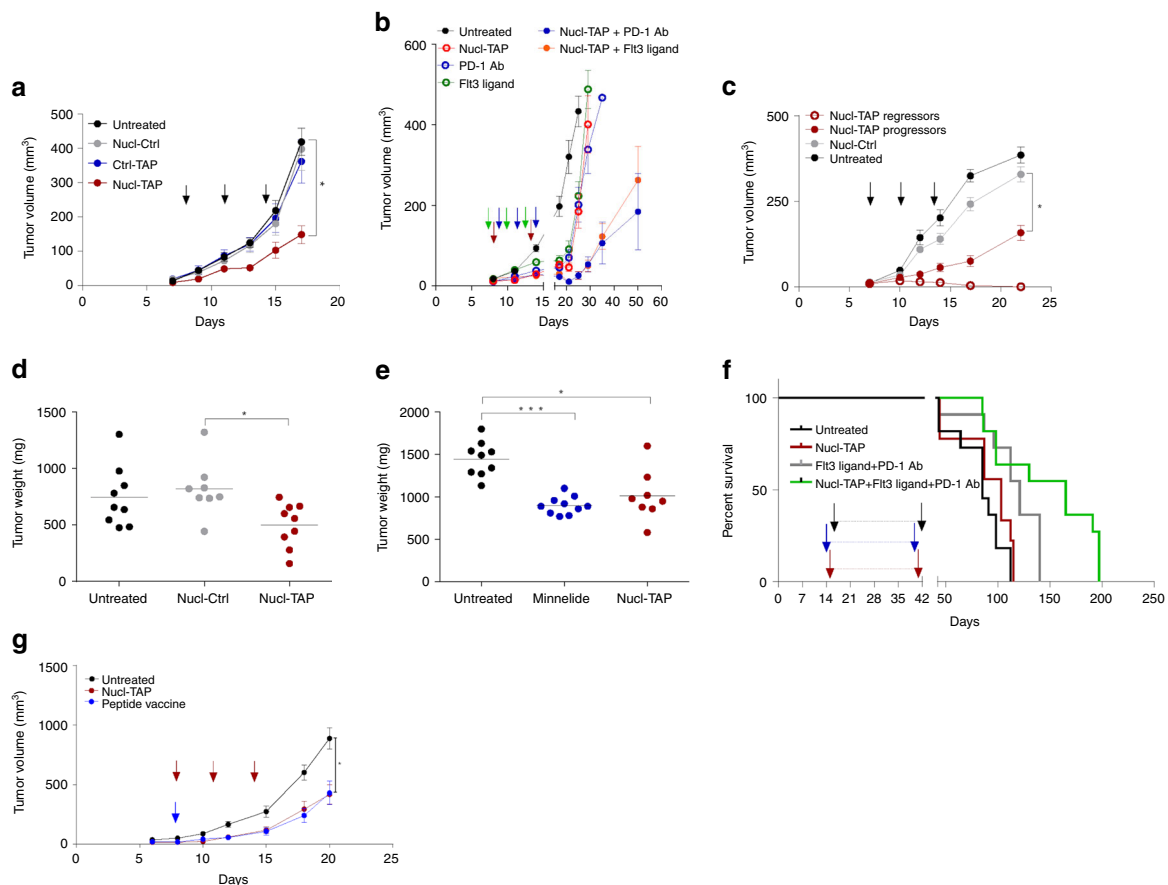 a
Tumor volume (mm3)
500
400
300
200
100
0
Untreated
Nucl-Ctrl
Ctrl-TAP
Nucl-TAP
*
0 5 10 15 20
Days
b
Tumor volume (mm3)
600
400
200
0
Untreated
Nucl-TAP
PD-1 Ab
Flt3 ligand
Nucl-TAP + PD-1 Ab
Nucl-TAP + Flt3 ligand
0 5 10 15 20 30 40 50 60
Days
c
Tumor volume (mm3)
500
250
0
Nucl-TAP regressors
Nucl-TAP progressors
Nucl-Ctrl
Untreated
*
0 5 10 15 20 25
Days
d
Tumor weight (mg)
1500
1000
500
0
*
Untreated Nucl-Ctrl Nucl-TAP
e
Tumor weight (mg)
2000
1500
1000
500
0
*
* * *
Untreated Minnelide Nucl-TAP
f
Percent survival
100
50
0
Untreated
Nucl-TAP
Flt3 ligand+PD-1 Ab
Nucl-TAP+Flt3 ligand+PD-1 Ab
0 7 14 21 28 35 42 50 100 150 200 250
Days
g
Tumor volume (mm3)
1500
1000
500
0
Untreated
Nucl-TAP
Peptide vaccine
*
0 5 10 15 20 25
Days